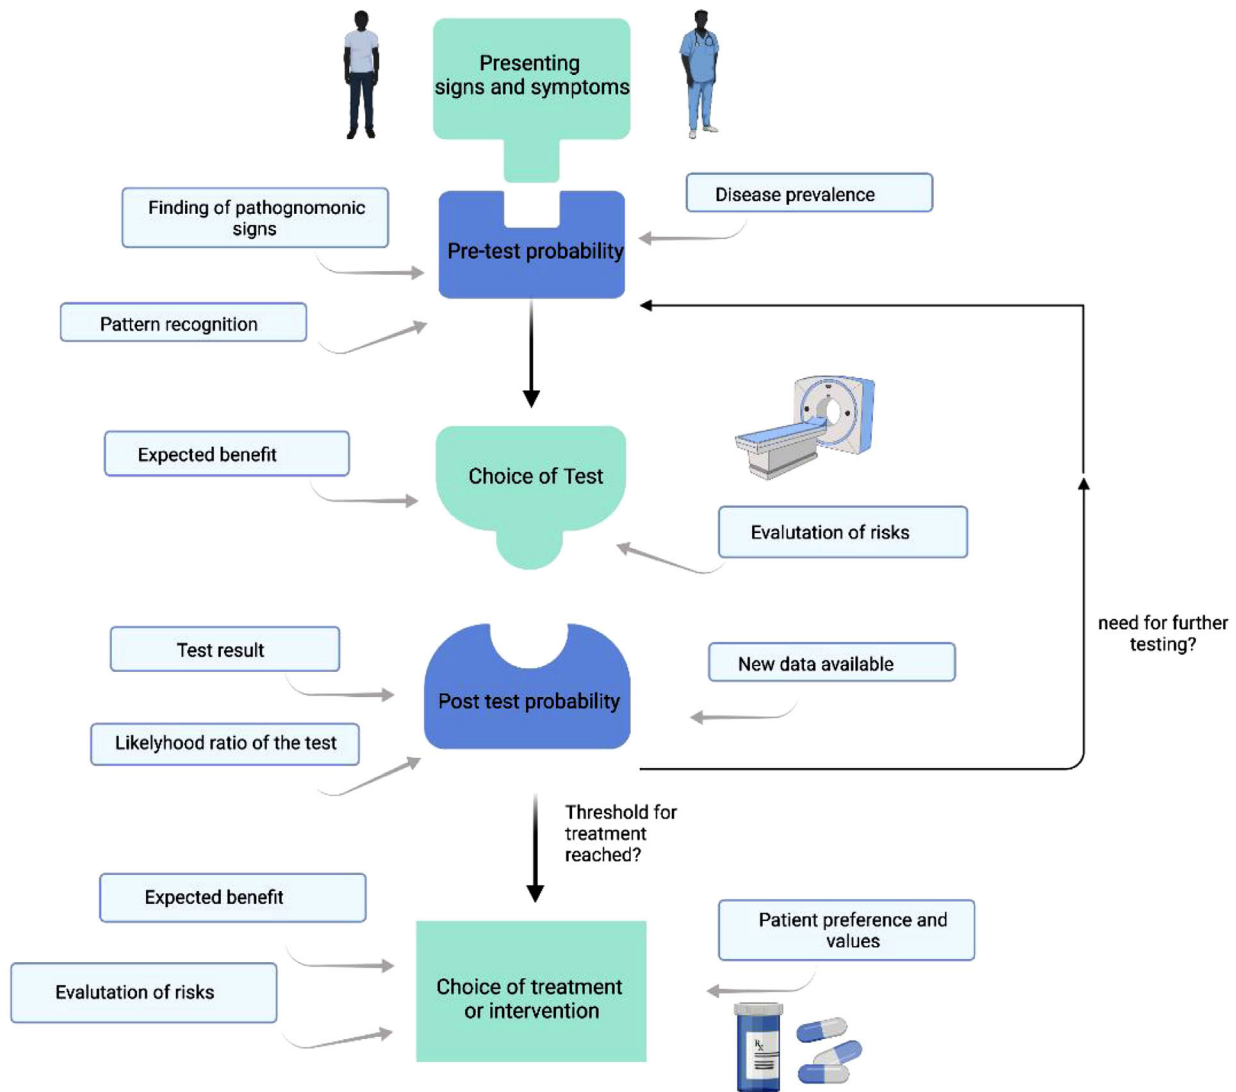 Presenting
signs and symptoms
Finding of pathognomonic
signs
Disease prevalence
Pre-test probability
Pattern recognition
Expected benefit
Choice of Test
Evalutation of risks
need for further
testing?
Test result
New data available
Post test probability
Likelyhood ratio of the test
Threshold for
treatment
reached?
Expected benefit
Patient preference and
values
Evalutation of risks
Choice of treatment
or intervention
Rx